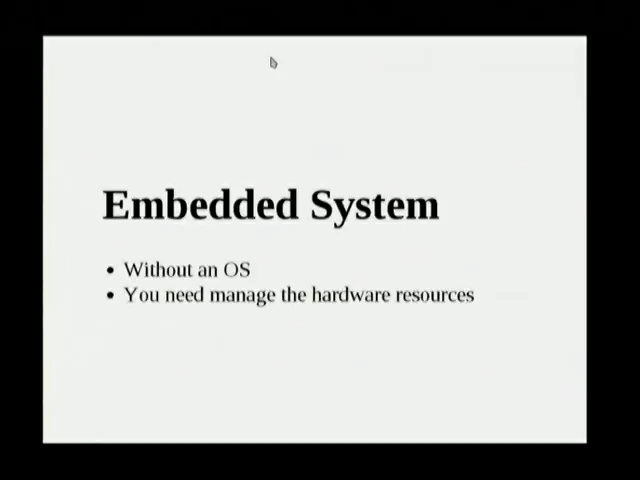 Embedded System
• Without an OS
• You need manage the hardware resources